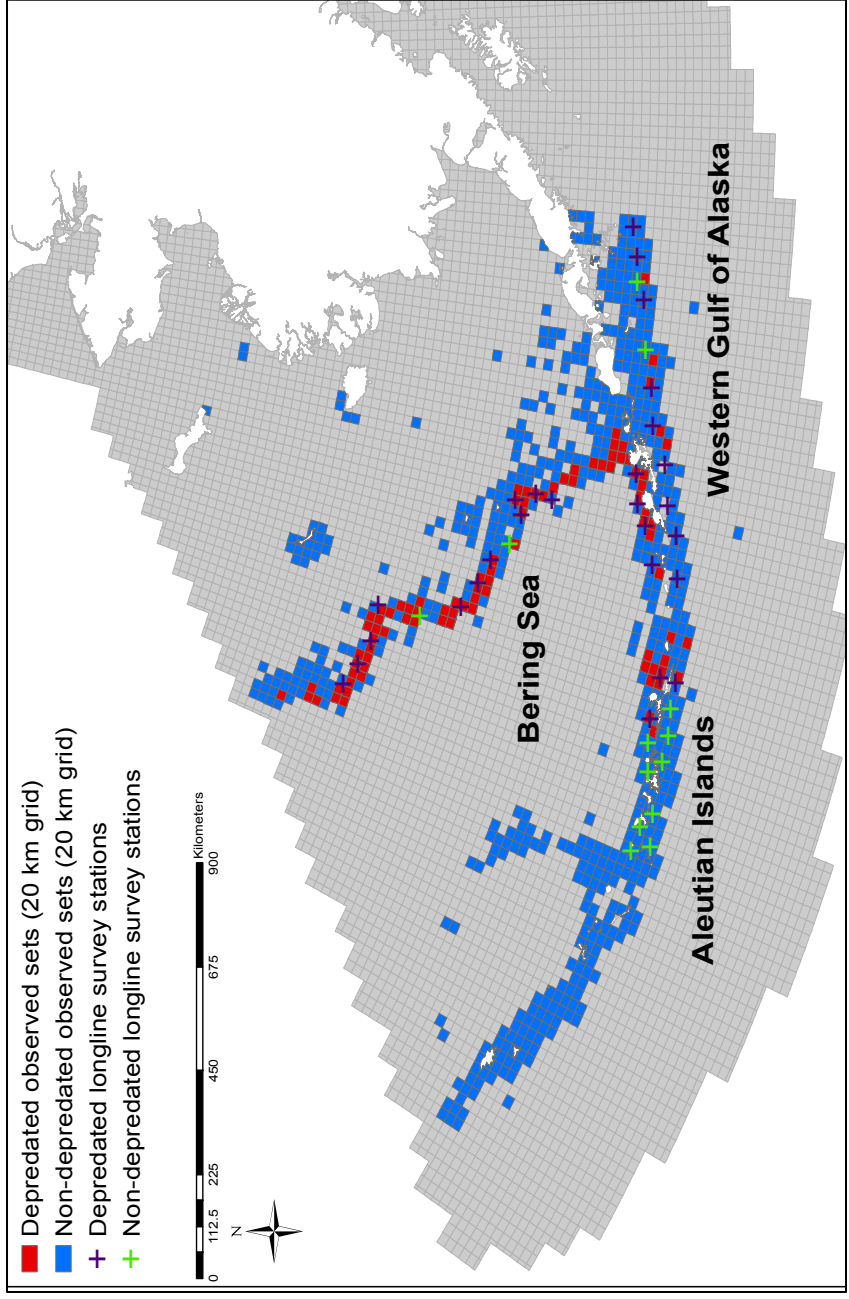 Depredated observed sets (20 km grid)
Non-depredated observed sets (20 km grid)
Depredated longline survey stations
Non-depredated longline survey stations
0 112.5 225 450 675 900
Kilometers
N
Bering Sea
Aleutian Islands
Western Gulf of Alaska